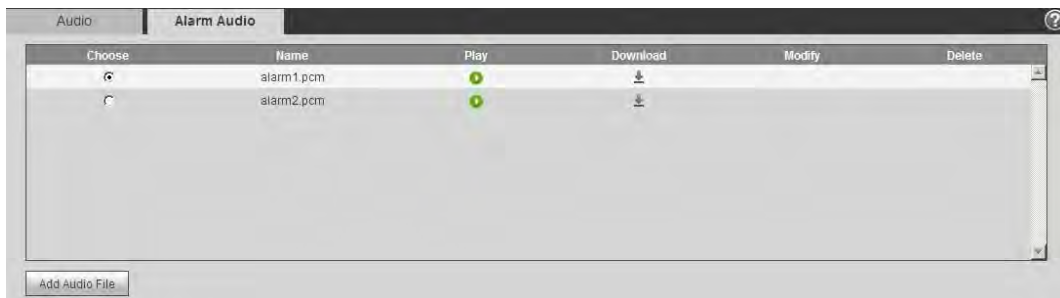 Audio Alarm Audio
Choose Name Play Download Modify Delete
alarm1.pcm
alarm2.pcm
Add Audio File